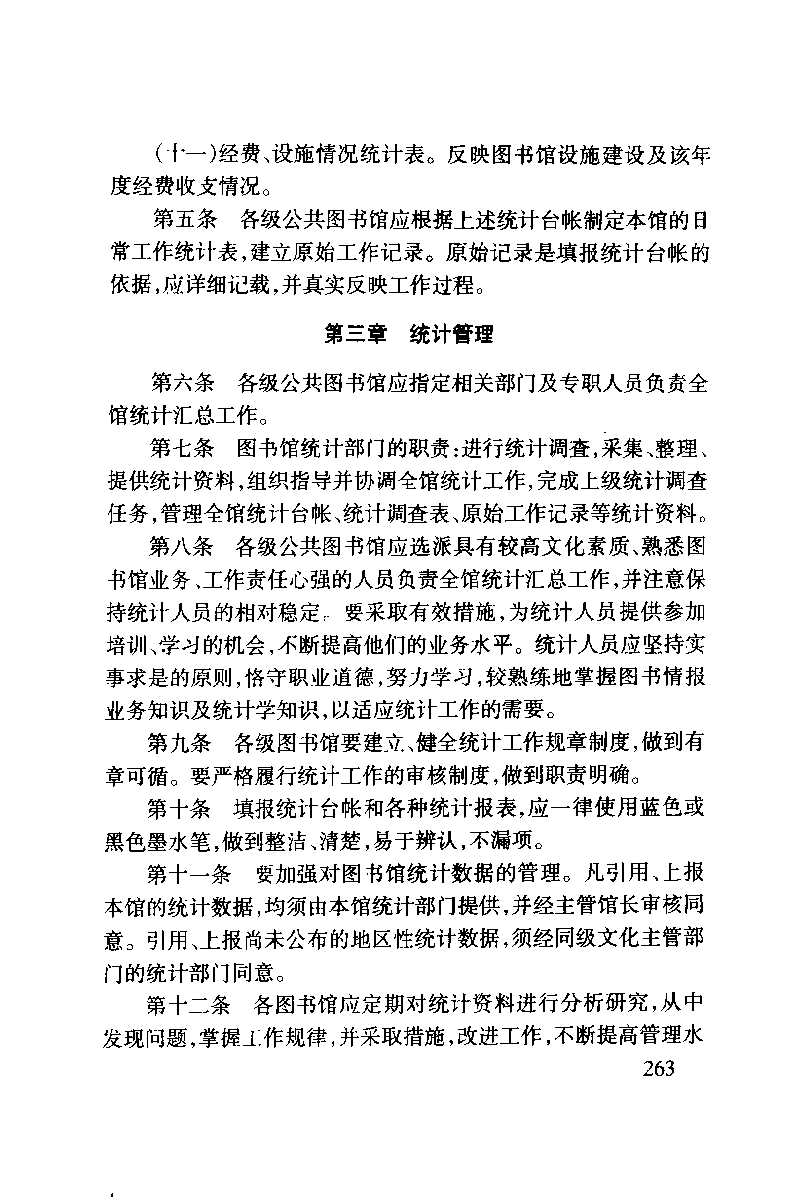 (十一)经费、设施情况统计表。反映图书馆设施建设及该年
度经费收支情况。
第五条　各级公共图书馆应根据上述统计台帐制定本馆的日
常工作统计表,建立原始工作记录。原始记录是填报统计台帐的
依据,应详细记载,并真实反映工作过程。
第三章　统计管理
第六条　各级公共图书馆应指定相关部门及专职人员负责全
馆统计汇总工作。
第七条　图书馆统计部门的职责:进行统计调查,采集、整理、
提供统计资料,组织指导并协调全馆统计工作,完成上级统计调查
任务,管理全馆统计台帐、统计调查表、原始工作记录等统计资料。
第八条　各级公共图书馆应选派具有较高文化素质、熟悉图
书馆业务、工作责任心强的人员负责全馆统计汇总工作,并注意保
持统计人员的相对稳定。要采取有效措施,为统计人员提供参加
培训、学习的机会,不断提高他们的业务水平。统计人员应坚持实
事求是的原则,恪守职业道德,努力学习,较熟练地掌握图书情报
业务知识及统计学知识,以适应统计工作的需要。
第九条　各级图书馆要建立、健全统计工作规章制度,做到有
章可循。要严格履行统计工作的审核制度,做到职责明确。
第十条　填报统计台帐和各种统计报表,应一律使用蓝色或
黑色墨水笔,做到整洁、清楚,易于辨认,不漏项。
第十一条　要加强对图书馆统计数据的管理。凡引用、上报
本馆的统计数据,均须由本馆统计部门提供,并经主管馆长审核同
意。引用、上报尚未公布的地区性统计数据,须经同级文化主管部
门的统计部门同意。
第十二条　各图书馆应定期对统计资料进行分析研究,从中
发现问题,掌握工作规律,并采取措施,改进工作,不断提高管理水
263